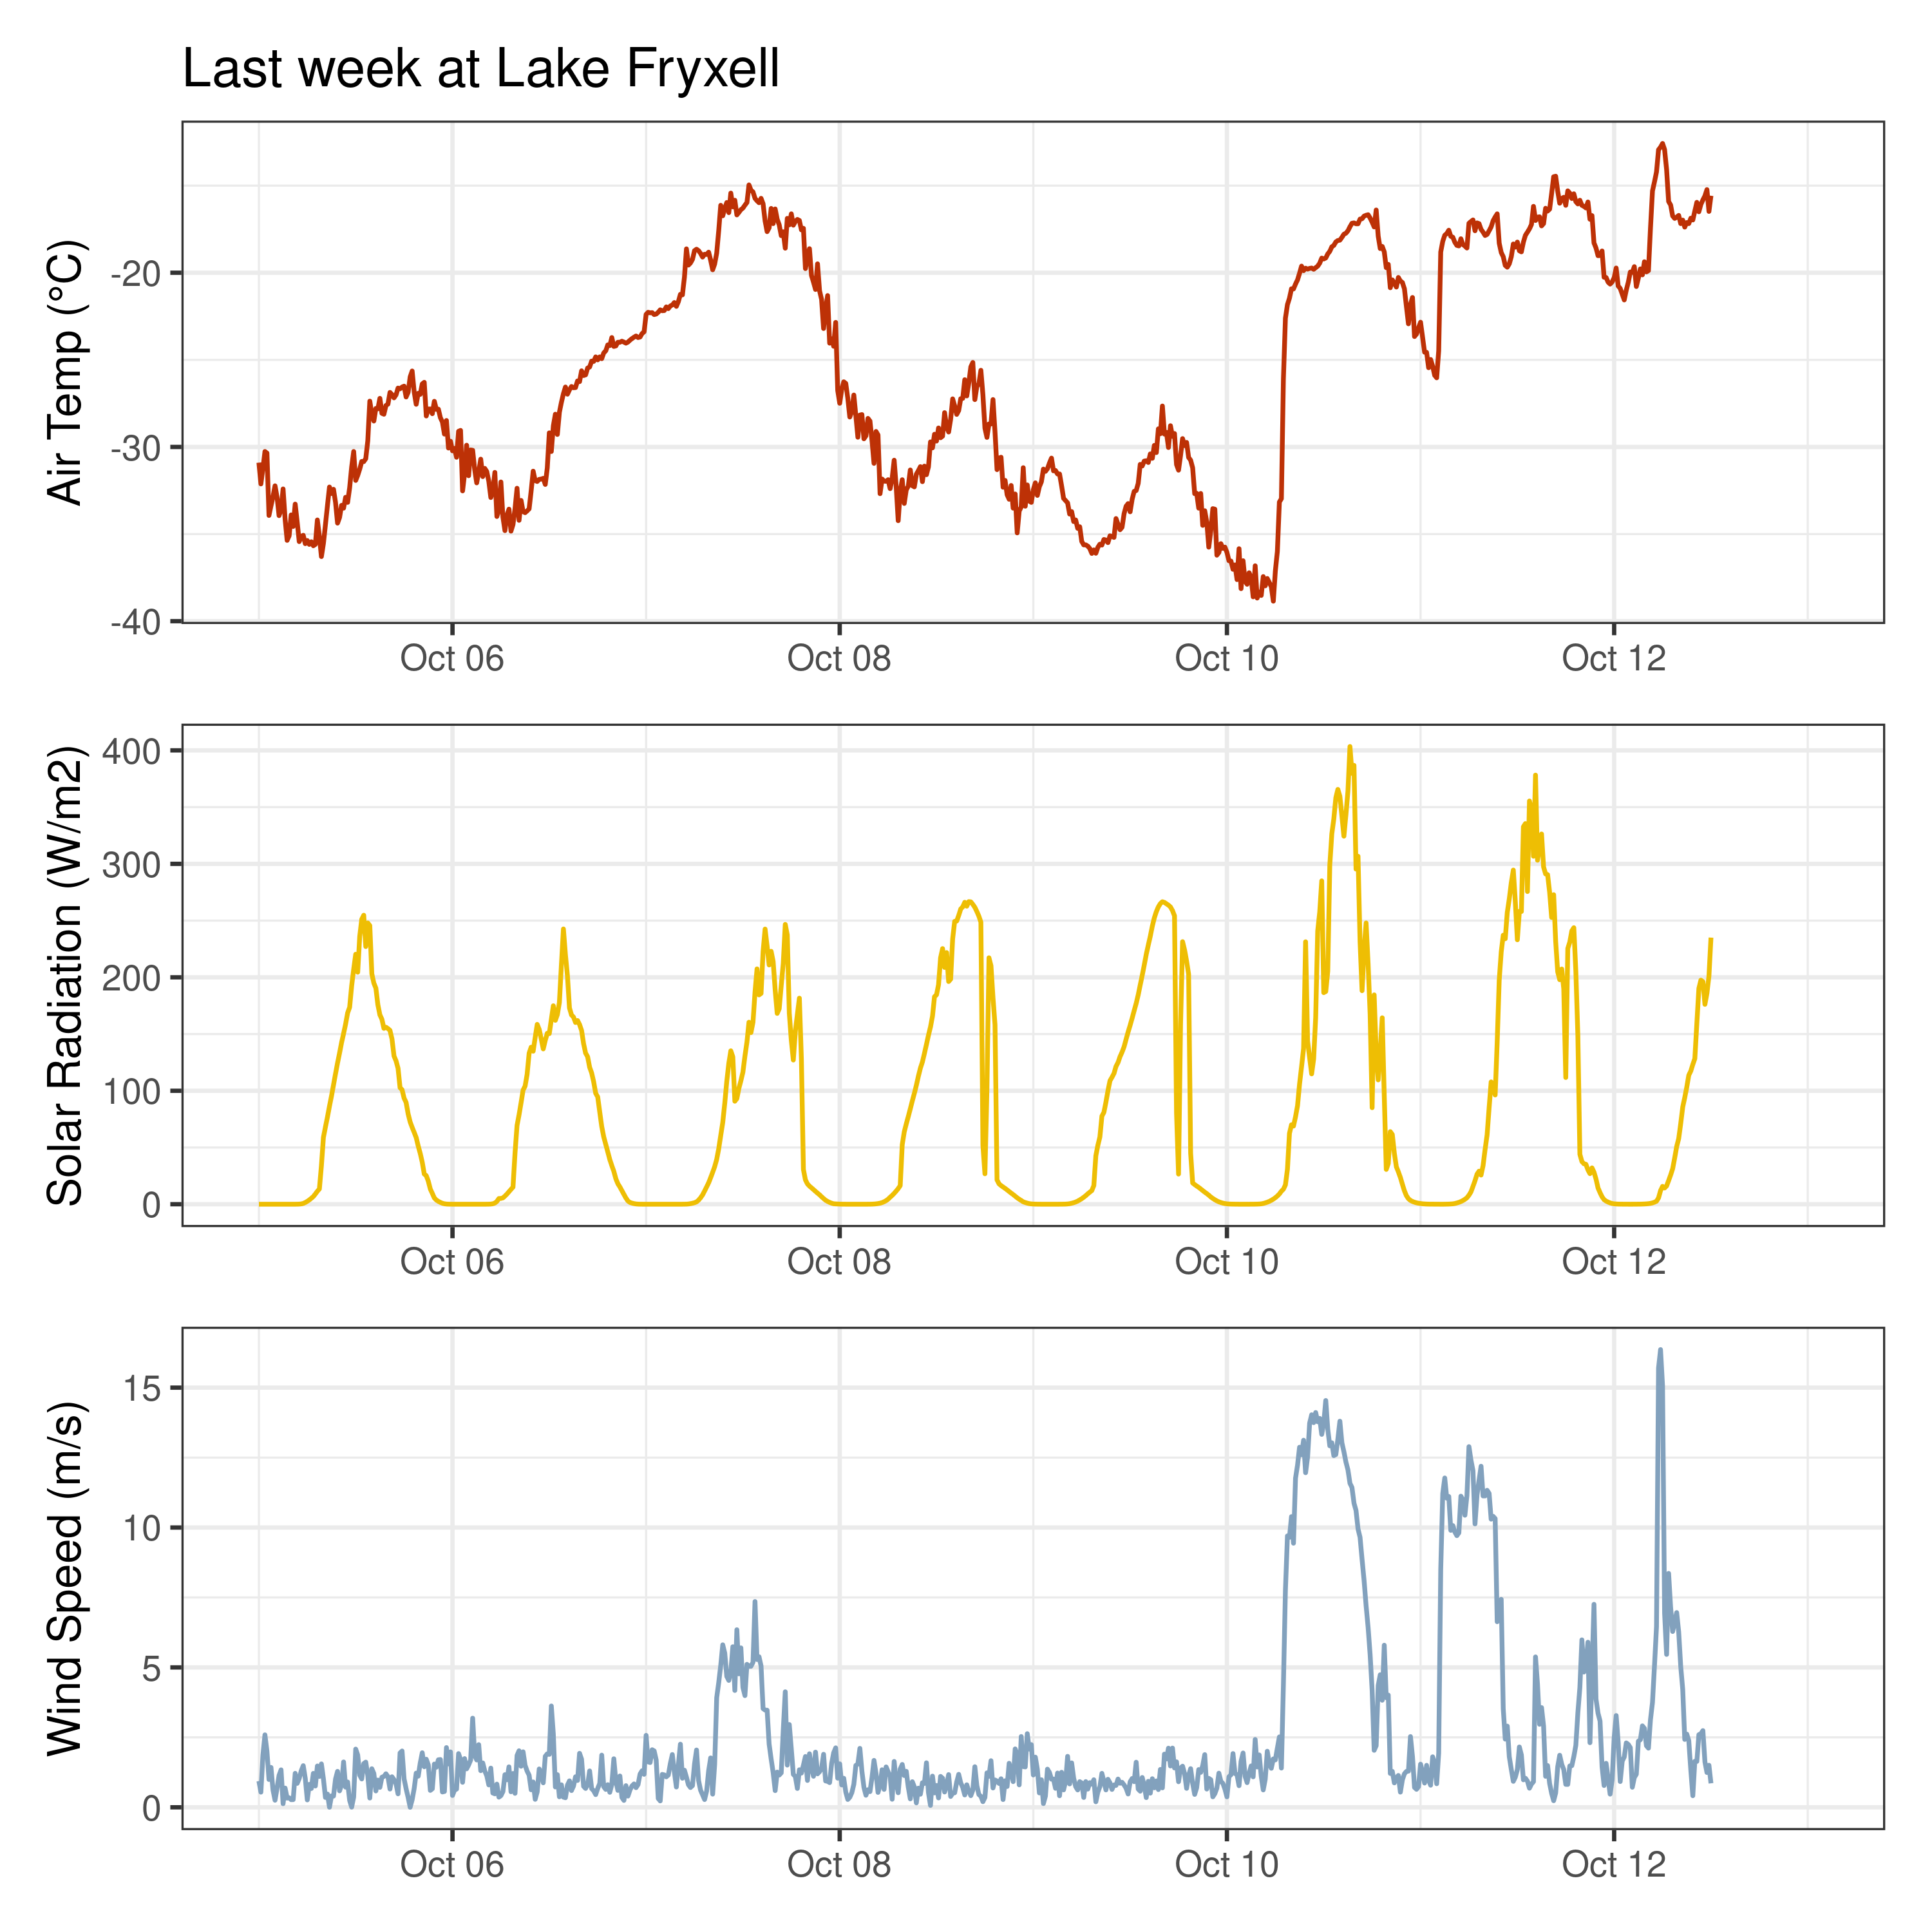 Last week at Lake Fryxell
Air Temp (°C)
-20
-30
-40
Oct 06 Oct 08 Oct 10 Oct 12
Solar Radiation (W/m2)
400
300
200
100
0
Oct 06 Oct 08 Oct 10 Oct 12
Wind Speed (m/s)
15
10
5
0
Oct 06 Oct 08 Oct 10 Oct 12